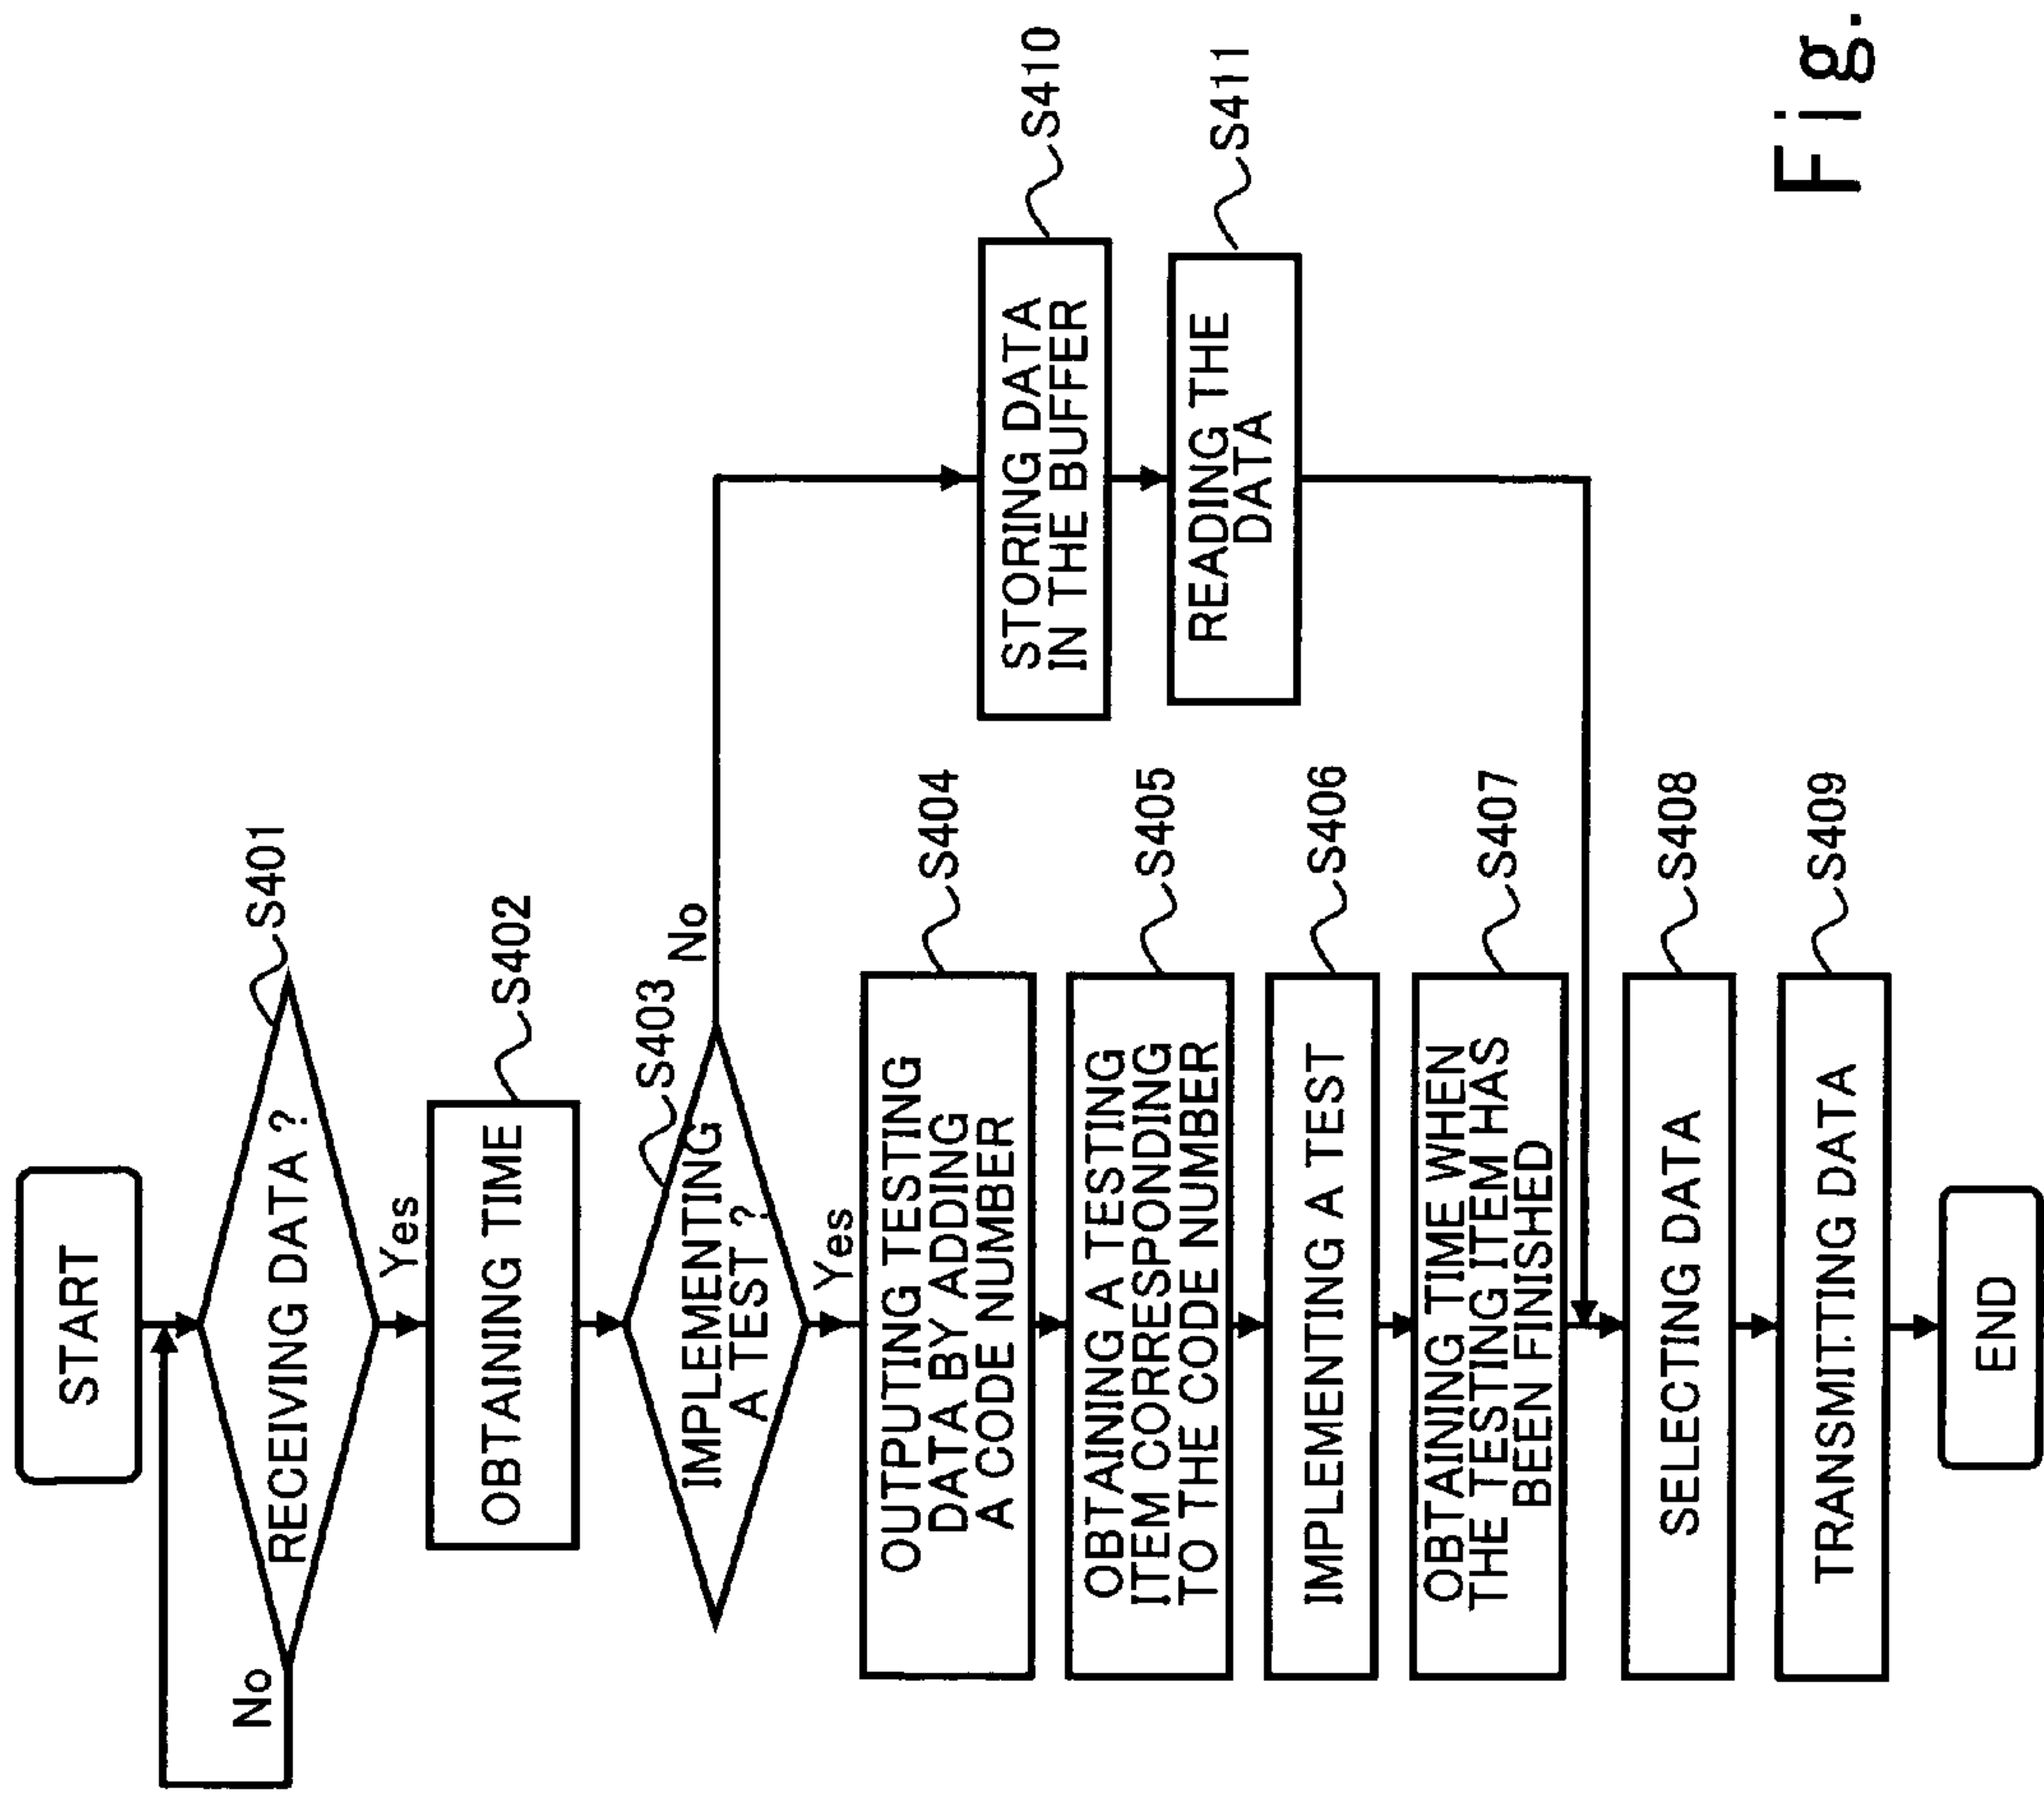 START
RECEIVING DATA ?
S401
No
Yes
OBTAINING TIME
S402
IMPLEMENTING
A TEST ?
S403
No
Yes
OUTPUTING TESTING
DATA BY ADDING
A CODE NUMBER
S404
OBTAINING A TESTING
ITEM CORRESPONDING
TO THE CODE NUMBER
S405
IMPLEMENTING A TEST
S406
OBTAINING TIME WHEN
THE TESTING ITEM HAS
BEEN FINISHED
S407
STORING DATA
IN THE BUFFER
S410
READING THE
DATA
S411
SELECTING DATA
S408
TRANSMITTING DATA
S409
END
Fig.